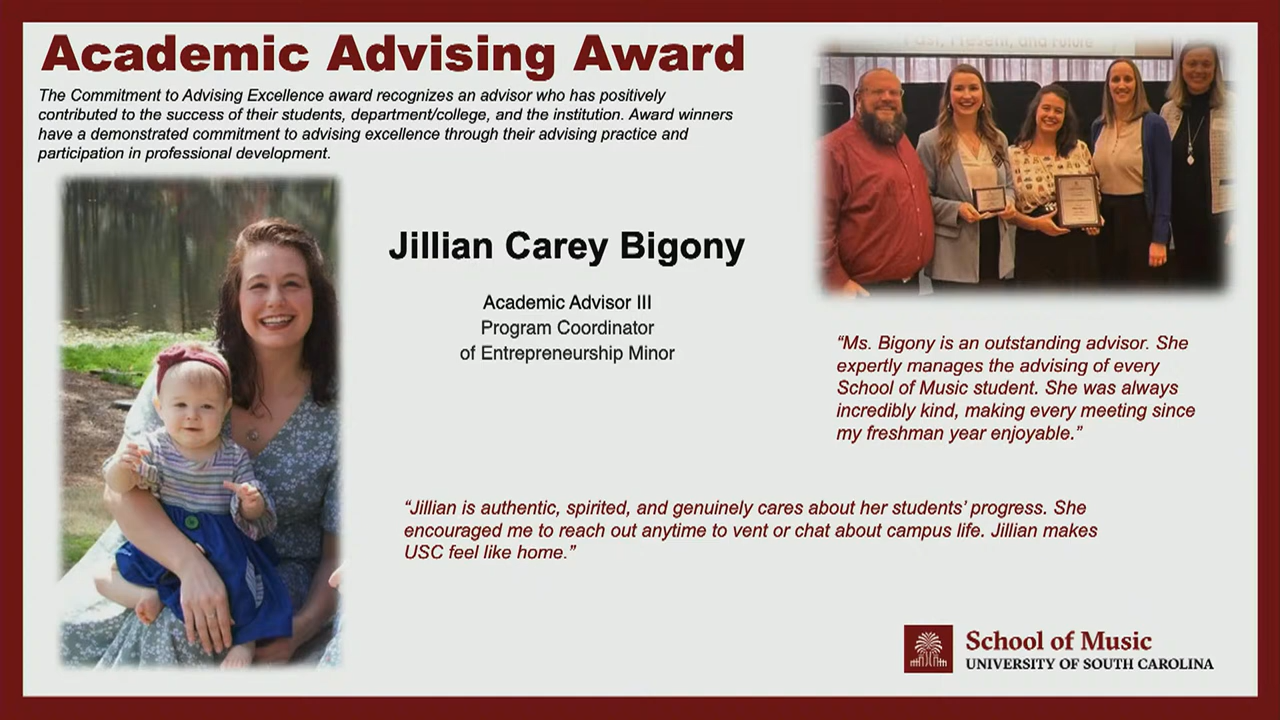 Academic Advising Award
The Commitment to Advising Excellence award recognizes an advisor who has positively
contributed to the success of their students, department/college, and the institution. Award winners
have a demonstrated commitment to advising excellence through their advising practice and
participation in professional development.
Past, Present, and Future
Jillian Carey Bigony
Academic Advisor III
Program Coordinator
of Entrepreneurship Minor
“Ms. Bigony is an outstanding advisor. She
expertly manages the advising of every
School of Music student. She was always
incredibly kind, making every meeting since
my freshman year enjoyable.”
“Jillian is authentic, spirited, and genuinely cares about her students’ progress. She
encouraged me to reach out anytime to vent or chat about campus life. Jillian makes
USC feel like home.”
School of Music
UNIVERSITY OF SOUTH CAROLINA